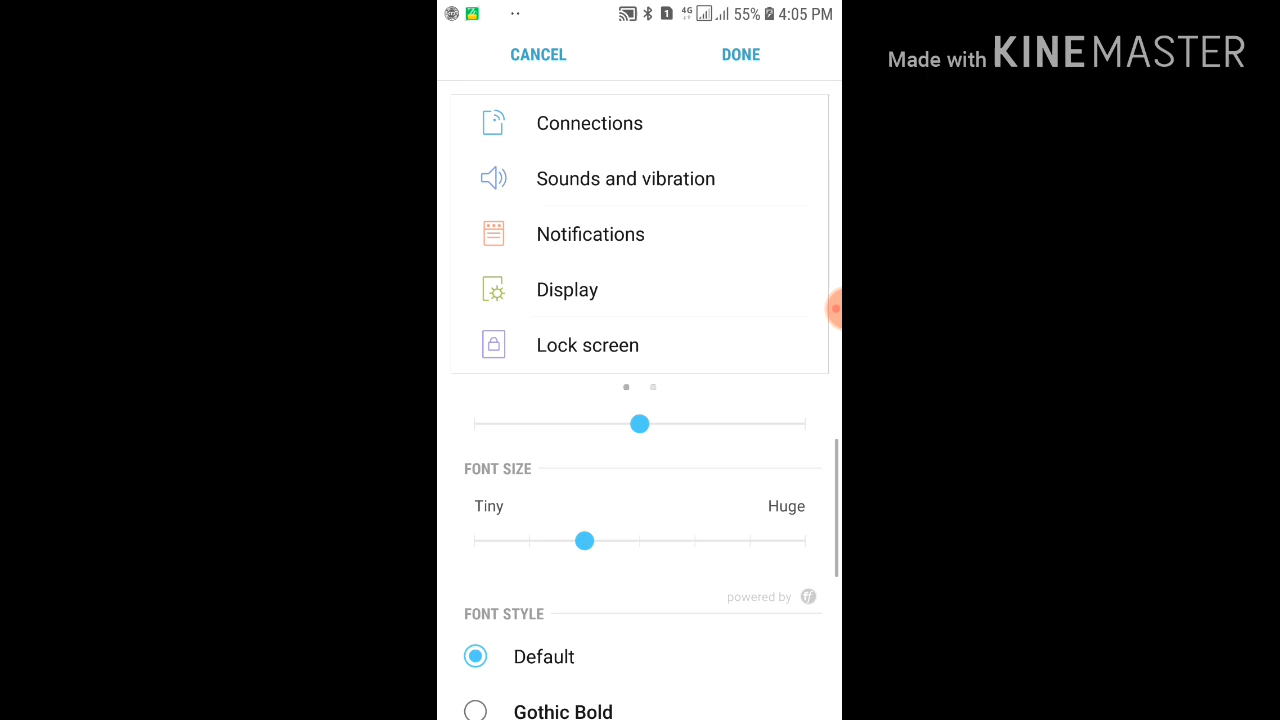 55% 4:05 PM
Made with KINEMASTER
CANCEL DONE
Connections
Sounds and vibration
Notifications
Display
Lock screen
FONT SIZE
Tiny Huge
powered by
FONT STYLE
Default
Gothic Bold